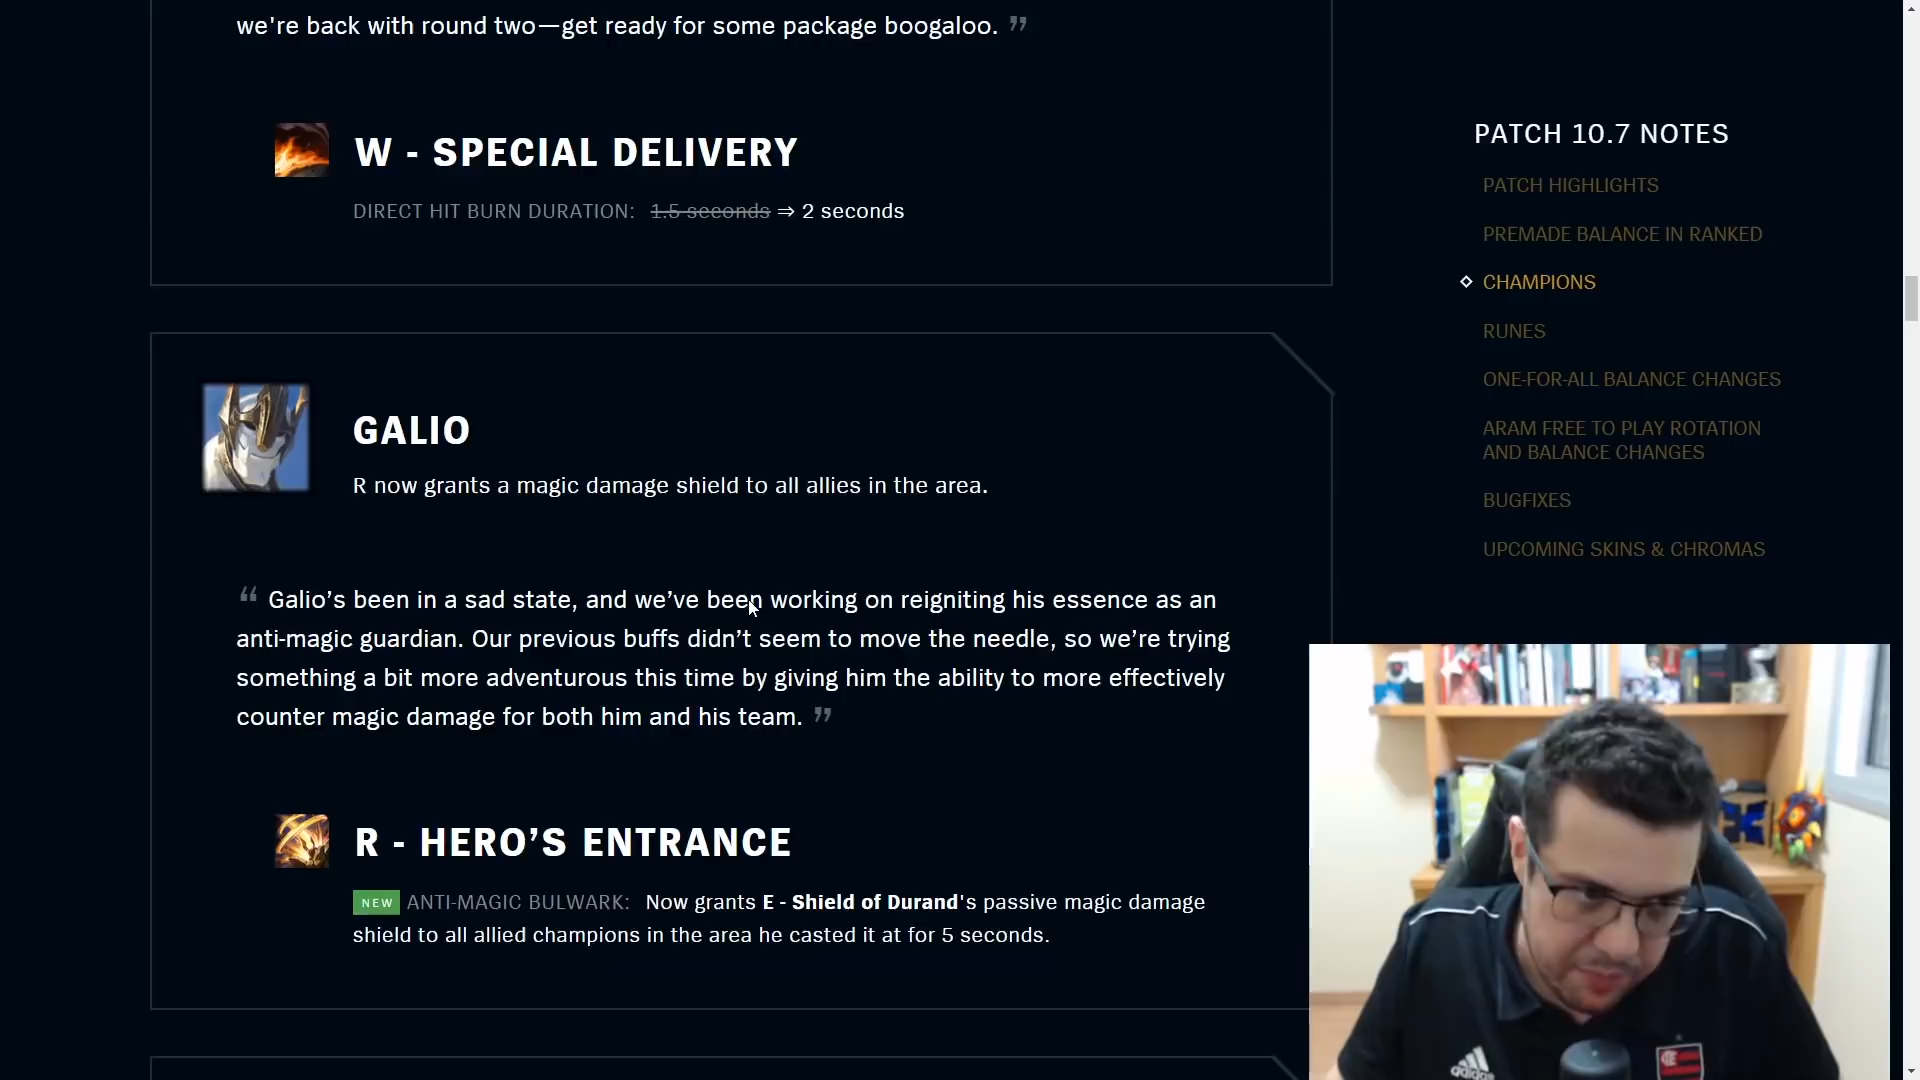 we're back with round two—get ready for some package boogaloo. ”
W - SPECIAL DELIVERY
DIRECT HIT BURN DURATION: 1.5 seconds ⇒ 2 seconds
GALIO
R now grants a magic damage shield to all allies in the area.
“ Galio’s been in a sad state, and we’ve been working on reigniting his essence as an
anti-magic guardian. Our previous buffs didn’t seem to move the needle, so we’re trying
something a bit more adventurous this time by giving him the ability to more effectively
counter magic damage for both him and his team. ”
R - HERO’S ENTRANCE
NEW ANTI-MAGIC BULWARK: Now grants E - Shield of Durand's passive magic damage
shield to all allied champions in the area he casted it at for 5 seconds.
PATCH 10.7 NOTES
PATCH HIGHLIGHTS
PREMADE BALANCE IN RANKED
CHAMPIONS
RUNES
ONE-FOR-ALL BALANCE CHANGES
ARAM FREE TO PLAY ROTATION
AND BALANCE CHANGES
BUGFIXES
UPCOMING SKINS & CHROMAS
adidas